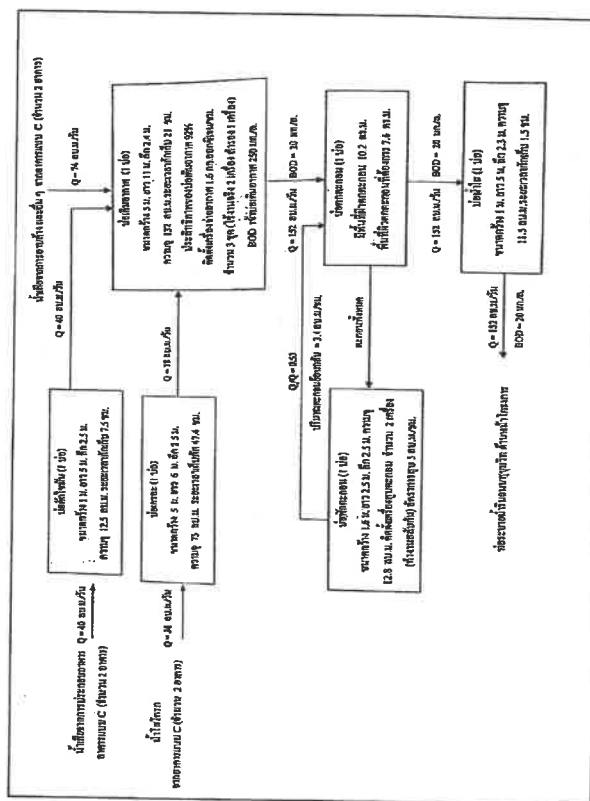 น้ำเสียจากการประกอบอาหาร
อาคารแบบ C (จำนวน 2 อาคาร)
Q = 40 ลบ.ม/วัน
บ่อดักไขมัน (1 บ่อ)
ขนาดกว้าง 1 ม. ยาว 5 ม. ลึก 2.5 ม.
ความจุ 12.5 ลบ.ม. ระยะเวลากักเก็บ 7.5 ชม.
Q = 40 ลบ.ม/วัน
น้ำเสียจากการอาบล้างและอื่น ๆ จากอาคารแบบ C (จำนวน 2 อาคาร)
Q = 74 ลบ.ม/วัน
น้ำโสโครก
จากอาคารแบบ C (จำนวน 2 อาคาร)
Q = 38 ลบ.ม/วัน
บ่อเกรอะ (1 บ่อ)
ขนาดกว้าง 5 ม. ยาว 6 ม. ลึก 2.5 ม.
ความจุ 75 ลบ.ม. ระยะเวลาเก็บกัก 47.4 ชม.
Q = 38 ลบ.ม/วัน
บ่อเติมอากาศ (1 บ่อ)
ขนาดกว้าง 5 ม. ยาว 11 ม. ลึก 2.4 ม.
ความจุ 132 ลบ.ม. ระยะเวลากักเก็บ 21 ชม.
ประสิทธิภาพของบ่อเติมอากาศ 92%
ติดตั้งเครื่องจ่ายอากาศ 1.6 กก.ออกซิเจน/ชม.
จำนวน 3 ชุด (ใช้งานจริง 2 เครื่อง สำรอง 1 เครื่อง)
BOD เข้าบ่อเติมอากาศ 250 มก./ล.
Q = 152 ลบ.ม/วัน
BOD = 20 มก./ล.
Q/Q = 0.53
ปริมาณตะกอนย้อนกลับ = 3.4 ลบ.ม/ชม.
บ่อตกตะกอน (1 บ่อ)
มีพื้นที่ผิวตกตะกอน 10.2 ตร.ม.
พื้นที่ผิวตกตะกอนที่ต้องการ 7.6 ตร.ม.
ตะกอนทั้งหมด
บ่อพักตะกอน (1 บ่อ)
ขนาดกว้าง 1.6 ม. ยาว 2.5 ม. ลึก 2.5 ม. ความจุ
12.8 ลบ.ม. ติดตั้งเครื่องสูบตะกอน จำนวน 2 เครื่อง
(ทำงานสลับกัน) อัตราการสูบ 5 ลบ.ม/ชม.
Q = 152 ลบ.ม/วัน
BOD = 20 มก./ล.
บ่อน้ำใส (1 บ่อ)
ขนาดกว้าง 1 ม. ยาว 5 ม. ลึก 2.3 ม. ความจุ
11.5 ลบ.ม. ระยะเวลากักเก็บ 1.5 ชม.
Q = 152 ลบ.ม/วัน
BOD = 20 มก./ล.
ท่อระบายน้ำริมถนนสุขุมวิท ด้านหน้าโครงการ